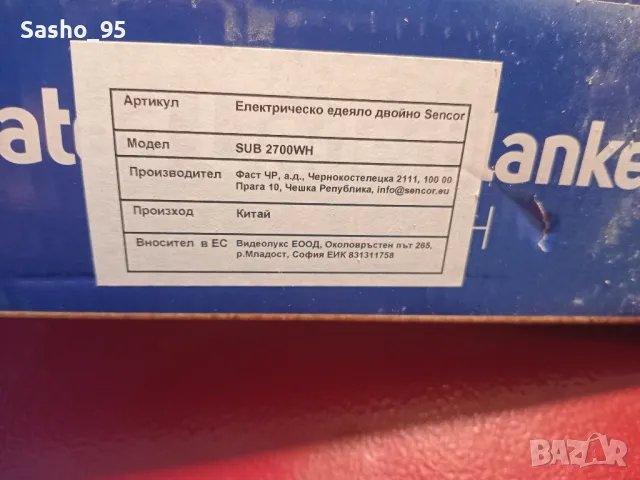 Sasho_95
ate
lanke
Артикул Електрическо едеяло двойно Sencor
Модел SUB 2700WH
Производител Фаст ЧР, а.д., Чернокостелецка 2111, 100 00
Прага 10, Чешка Република, info@sencor.eu
Произход Китай
H
Вносител в ЕС Видеолукс ЕООД, Околовръстен път 265,
р.Младост, София ЕИК 831311758
BAZAR